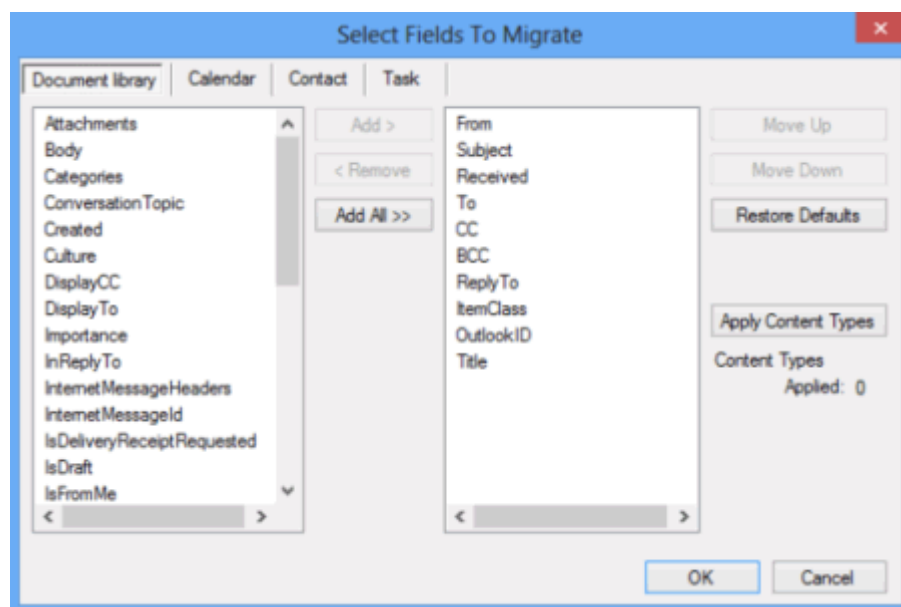 Select Fields To Migrate
Document library
Calendar
Contact
Task
Attachments
Body
Categories
ConversationTopic
Created
Culture
DisplayCC
DisplayTo
Importance
InReplyTo
InternetMessageHeaders
InternetMessageId
IsDeliveryReceiptRequested
IsDraft
IsFromMe
Add >
< Remove
Add All >>
From
Subject
Received
To
CC
BCC
ReplyTo
ItemClass
OutlookID
Title
Move Up
Move Down
Restore Defaults
Apply Content Types
Content Types
Applied: 0
OK
Cancel